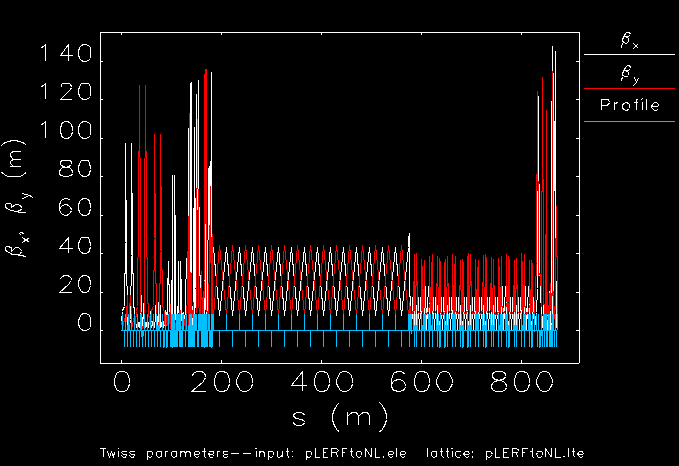 140
120
100
80
60
40
20
0
βx, βy (m)
0 200 400 600 800
s (m)
βx
βy
Profile
Twiss parameters--input: pLERFtoNL.ele lattice: pLERFtoNL.lte